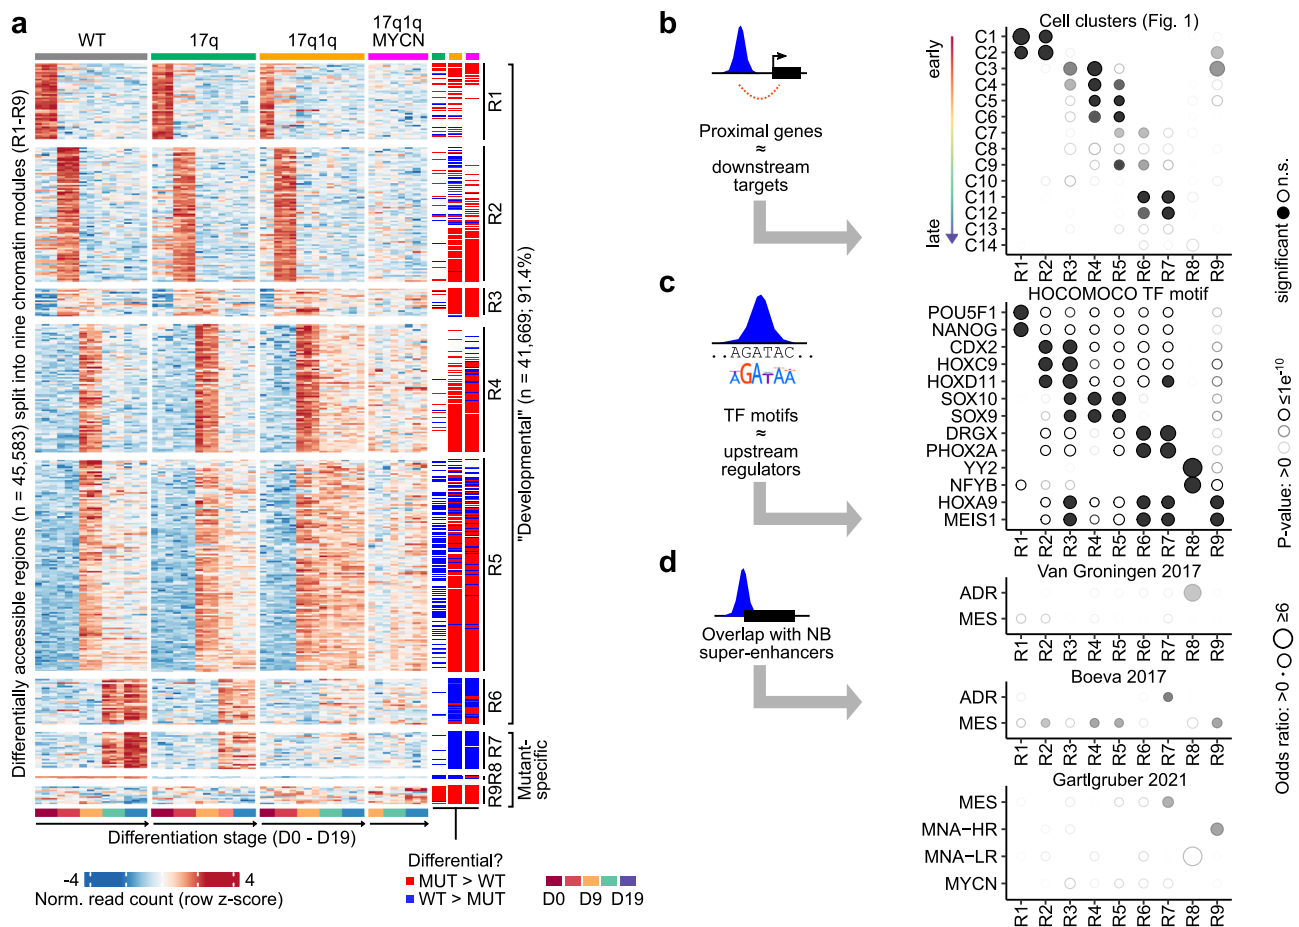 a
WT
17q
17q1q
17q1q
MYCN
Differentially accessible regions (n = 45,583) split into nine chromatin modules (R1-R9)
R1
R2
R3
R4
R5
R6
R7
R8
R9
"Developmental" (n = 41,669; 91.4%)
Mutant-
specific
Differentiation stage (D0 - D19)
-4
4
Norm. read count (row z-score)
Differential?
MUT > WT
WT > MUT
D0
D9
D19
b
Proximal genes
≈
downstream
targets
Cell clusters (Fig. 1)
early
late
C1
C2
C3
C4
C5
C6
C7
C8
C9
C10
C11
C12
C13
C14
R1
R2
R3
R4
R5
R6
R7
R8
R9
c
..AGATAC..
AGATAA
TF motifs
≈
upstream
regulators
HOCOMOCO TF motif
POU5F1
NANOG
CDX2
HOXC9
HOXD11
SOX10
SOX9
DRGX
PHOX2A
YY2
NFYB
HOXA9
MEIS1
R1
R2
R3
R4
R5
R6
R7
R8
R9
d
Overlap with NB
super-enhancers
Van Groningen 2017
ADR
MES
R1
R2
R3
R4
R5
R6
R7
R8
R9
Boeva 2017
ADR
MES
R1
R2
R3
R4
R5
R6
R7
R8
R9
Gartlgruber 2021
MES
MNA−HR
MNA−LR
MYCN
R1
R2
R3
R4
R5
R6
R7
R8
R9
significant
n.s.
P-value: >0
≤1e-10
Odds ratio: >0
≥6